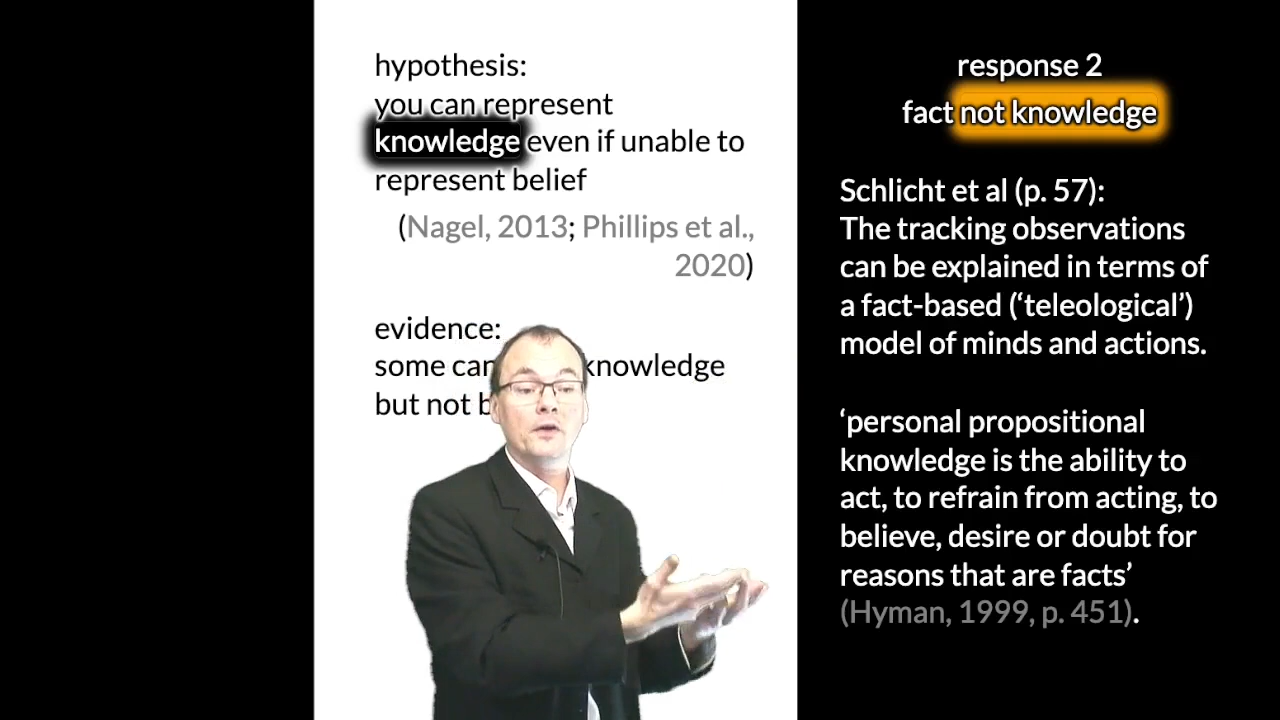 hypothesis:
you can represent
knowledge even if unable to
represent belief
(Nagel, 2013; Phillips et al.,
2020)
evidence:
some can knowledge
but not b
response 2
fact not knowledge
Schlicht et al (p. 57):
The tracking observations
can be explained in terms of
a fact-based (‘teleological’)
model of minds and actions.
‘personal propositional
knowledge is the ability to
act, to refrain from acting, to
believe, desire or doubt for
reasons that are facts’
(Hyman, 1999, p. 451).